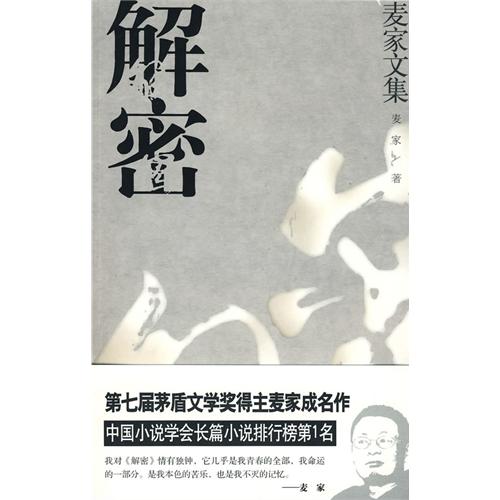 解密
麦家文集
麦家 著
第七届茅盾文学奖得主麦家成名作
中国小说学会长篇小说排行榜第1名
我对《解密》情有独钟，它几乎是我青春的全部，我命运
的一部分。是我本色的苦乐，也是我不灭的记忆。
——麦 家